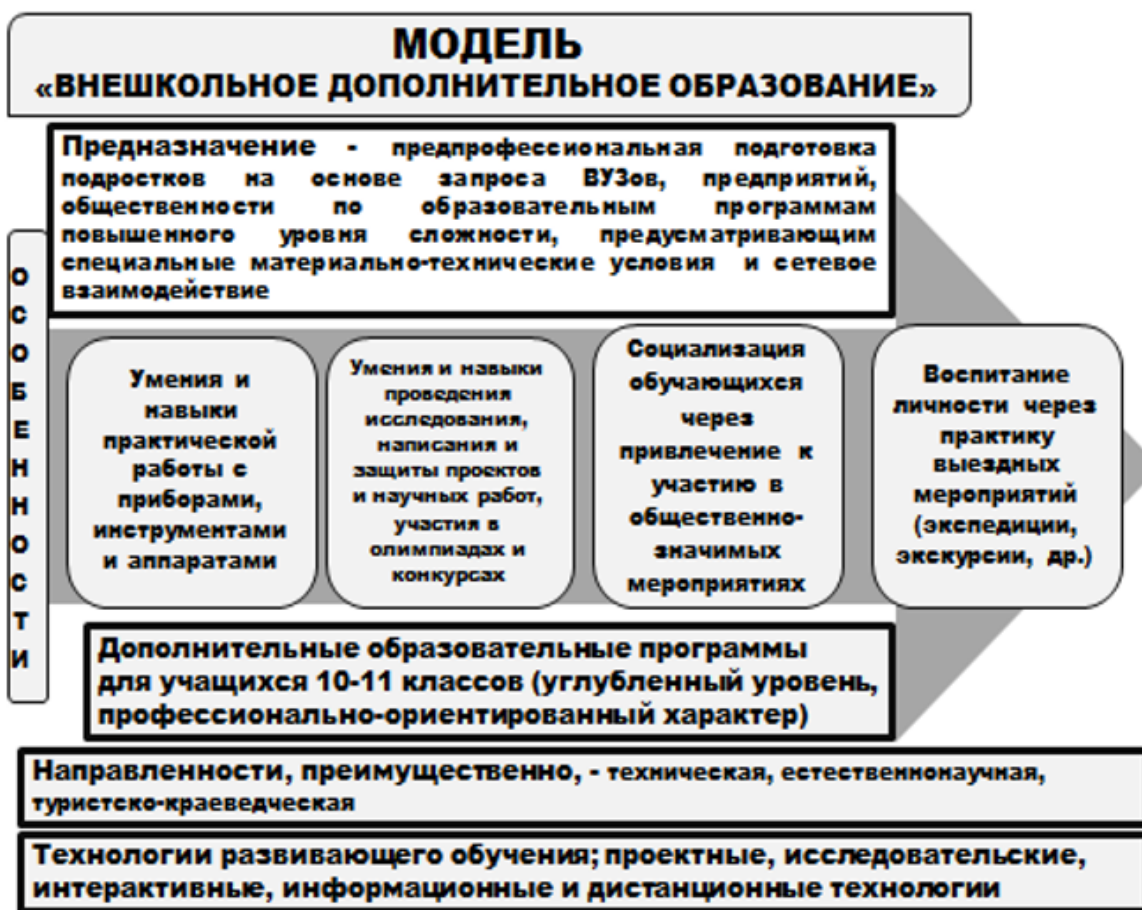 МОДЕЛЬ
«ВНЕШКОЛЬНОЕ ДОПОЛНИТЕЛЬНОЕ ОБРАЗОВАНИЕ»
Предназначение - предпрофессиональная подготовка
подростков на основе запроса ВУЗов, предприятий,
общественности по образовательным программам
повышенного уровня сложности, предусматривающим
специальные материально-технические условия и сетевое
взаимодействие
ОСОБЕННОСТИ
Умения и
навыки
практической
работы с
приборами,
инструментами
и аппаратами
Умения и навыки
проведения
исследования,
написания и
защиты проектов
и научных работ,
участия в
олимпиадах и
конкурсах
Социализация
обучающихся
через
привлечение к
участию в
общественно-
значимых
мероприятиях
Воспитание
личности через
практику
выездных
мероприятий
(экспедиции,
экскурсии, др.)
Дополнительные образовательные программы
для учащихся 10-11 классов (углубленный уровень,
профессионально-ориентированный характер)
Направленности, преимущественно, - техническая, естественнонаучная,
туристско-краеведческая
Технологии развивающего обучения; проектные, исследовательские,
интерактивные, информационные и дистанционные технологии